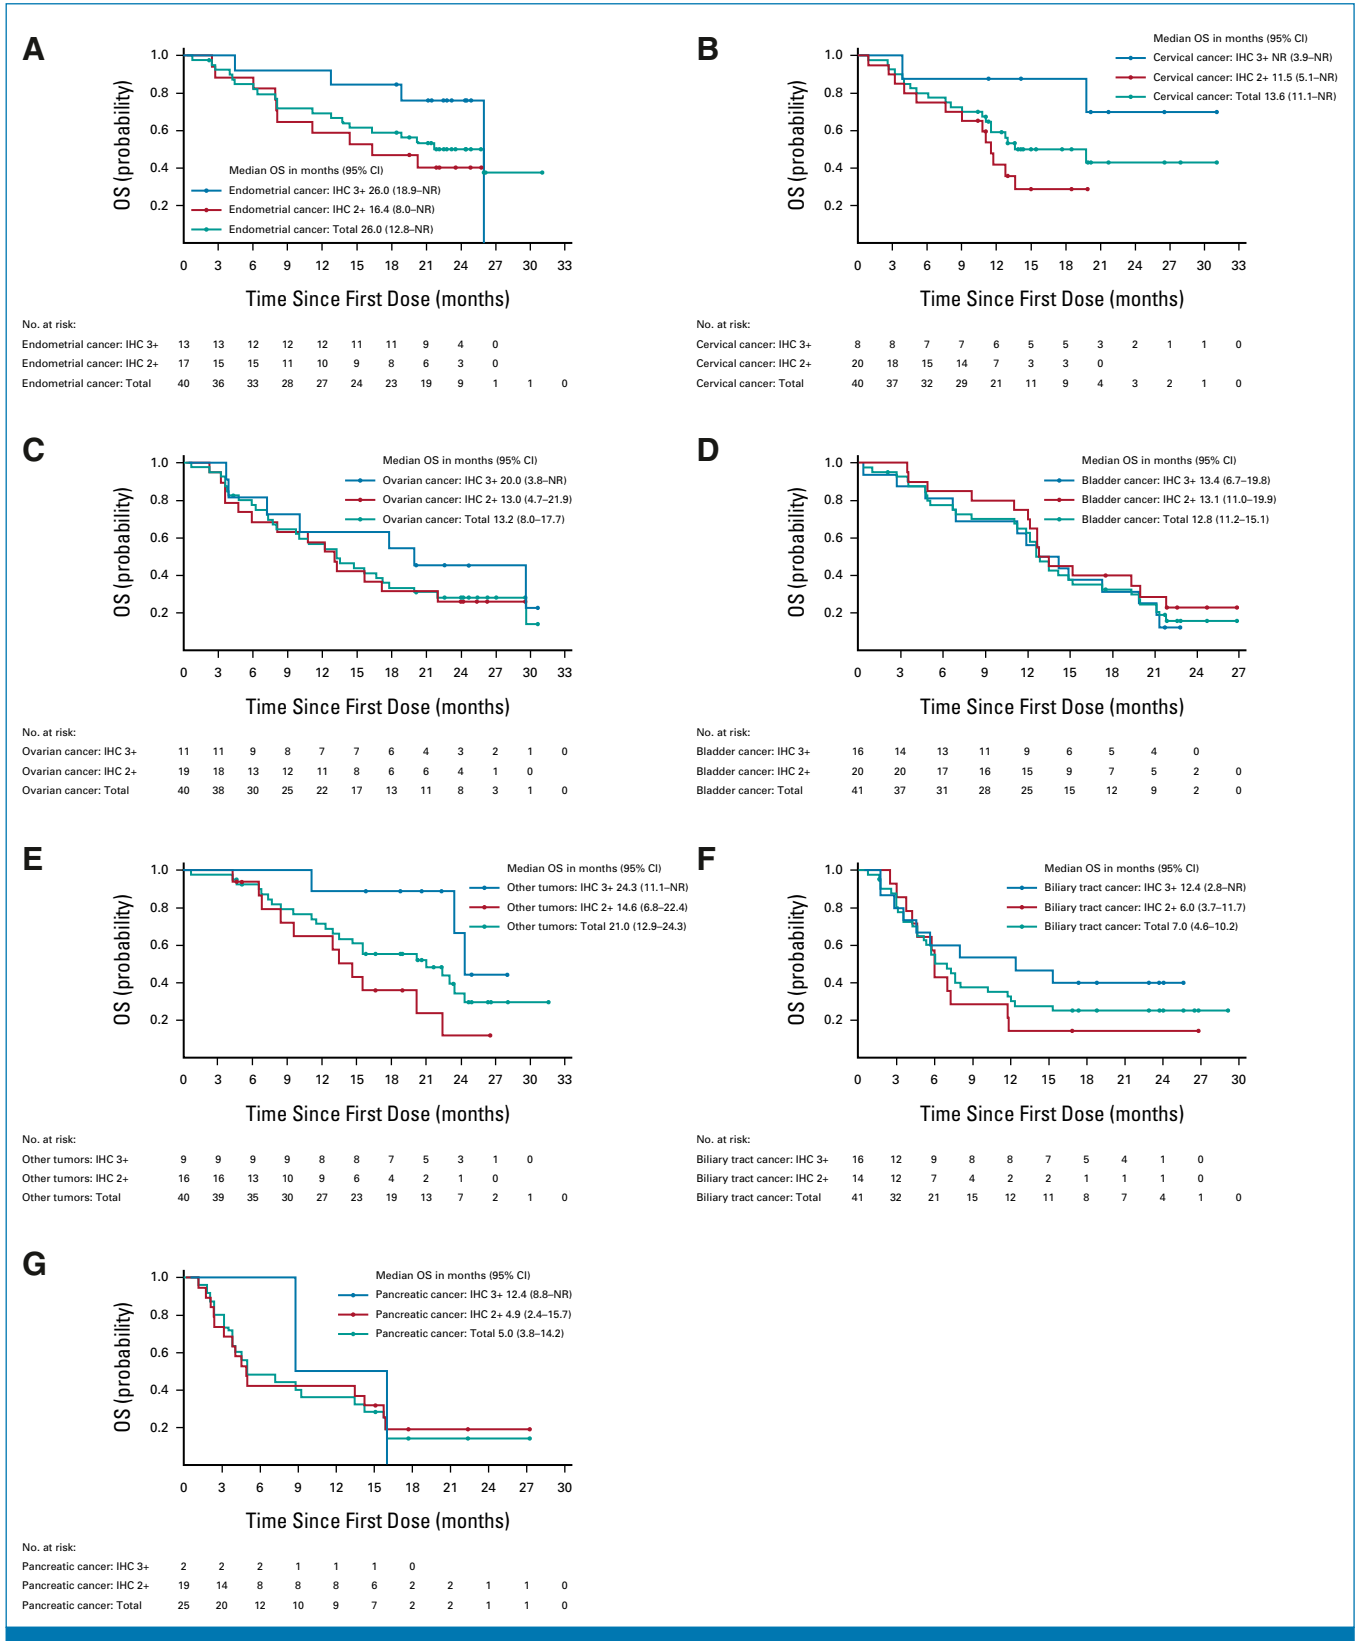 A
OS (probability)
1.0
0.8
0.6
0.4
0.2
Median OS in months (95% CI)
Endometrial cancer: IHC 3+ 26.0 (18.9–NR)
Endometrial cancer: IHC 2+ 16.4 (8.0–NR)
Endometrial cancer: Total 26.0 (12.8–NR)
0 3 6 9 12 15 18 21 24 27 30 33
Time Since First Dose (months)
No. at risk:
Endometrial cancer: IHC 3+ 13 13 12 12 12 11 11 9 4 0
Endometrial cancer: IHC 2+ 17 15 15 11 10 9 8 6 3 0
Endometrial cancer: Total 40 36 33 28 27 24 23 19 9 1 1 0
B
OS (probability)
1.0
0.8
0.6
0.4
0.2
Median OS in months (95% CI)
Cervical cancer: IHC 3+ NR (3.9–NR)
Cervical cancer: IHC 2+ 11.5 (5.1–NR)
Cervical cancer: Total 13.6 (11.1–NR)
0 3 6 9 12 15 18 21 24 27 30 33
Time Since First Dose (months)
No. at risk:
Cervical cancer: IHC 3+ 8 8 7 7 6 5 5 3 2 1 1 0
Cervical cancer: IHC 2+ 20 18 15 14 7 3 3 0
Cervical cancer: Total 40 37 32 29 21 11 9 4 3 2 1 0
C
OS (probability)
1.0
0.8
0.6
0.4
0.2
Median OS in months (95% CI)
Ovarian cancer: IHC 3+ 20.0 (3.8–NR)
Ovarian cancer: IHC 2+ 13.0 (4.7–21.9)
Ovarian cancer: Total 13.2 (8.0–17.7)
0 3 6 9 12 15 18 21 24 27 30 33
Time Since First Dose (months)
No. at risk:
Ovarian cancer: IHC 3+ 11 11 9 8 7 7 6 4 3 2 1 0
Ovarian cancer: IHC 2+ 19 18 13 12 11 8 6 6 4 1 0
Ovarian cancer: Total 40 38 30 25 22 17 13 11 8 3 1 0
D
OS (probability)
1.0
0.8
0.6
0.4
0.2
Median OS in months (95% CI)
Bladder cancer: IHC 3+ 13.4 (6.7–19.8)
Bladder cancer: IHC 2+ 13.1 (11.0–19.9)
Bladder cancer: Total 12.8 (11.2–15.1)
0 3 6 9 12 15 18 21 24 27
Time Since First Dose (months)
No. at risk:
Bladder cancer: IHC 3+ 16 14 13 11 9 6 5 4 0
Bladder cancer: IHC 2+ 20 20 17 16 15 9 7 5 2 0
Bladder cancer: Total 41 37 31 28 25 15 12 9 2 0
E
OS (probability)
1.0
0.8
0.6
0.4
0.2
Median OS in months (95% CI)
Other tumors: IHC 3+ 24.3 (11.1–NR)
Other tumors: IHC 2+ 14.6 (6.8–22.4)
Other tumors: Total 21.0 (12.9–24.3)
0 3 6 9 12 15 18 21 24 27 30 33
Time Since First Dose (months)
No. at risk:
Other tumors: IHC 3+ 9 9 9 9 8 8 7 5 3 1 0
Other tumors: IHC 2+ 16 16 13 10 9 6 4 2 1 0
Other tumors: Total 40 39 35 30 27 23 19 13 7 2 1 0
F
OS (probability)
1.0
0.8
0.6
0.4
0.2
Median OS in months (95% CI)
Biliary tract cancer: IHC 3+ 12.4 (2.8–NR)
Biliary tract cancer: IHC 2+ 6.0 (3.7–11.7)
Biliary tract cancer: Total 7.0 (4.6–10.2)
0 3 6 9 12 15 18 21 24 27 30
Time Since First Dose (months)
No. at risk:
Biliary tract cancer: IHC 3+ 16 12 9 8 8 7 5 4 1 0
Biliary tract cancer: IHC 2+ 14 12 7 4 2 2 1 1 1 0
Biliary tract cancer: Total 41 32 21 15 12 11 8 7 4 1 0
G
OS (probability)
1.0
0.8
0.6
0.4
0.2
Median OS in months (95% CI)
Pancreatic cancer: IHC 3+ 12.4 (8.8–NR)
Pancreatic cancer: IHC 2+ 4.9 (2.4–15.7)
Pancreatic cancer: Total 5.0 (3.8–14.2)
0 3 6 9 12 15 18 21 24 27 30
Time Since First Dose (months)
No. at risk:
Pancreatic cancer: IHC 3+ 2 2 2 1 1 1 0
Pancreatic cancer: IHC 2+ 19 14 8 8 8 6 2 2 1 1 0
Pancreatic cancer: Total 25 20 12 10 9 7 2 2 1 1 0